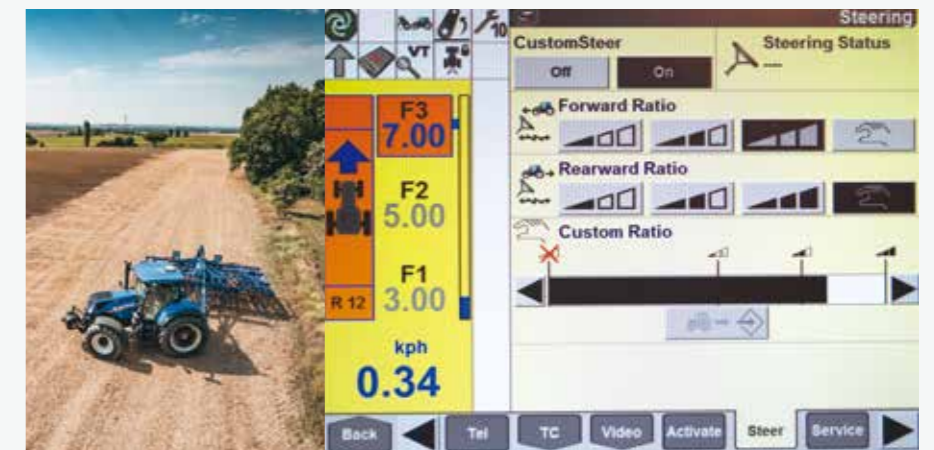 10
Steering
VT
CustomSteer
Steering Status
Off
On
F3
7.00
Forward Ratio
F2
5.00
Rearward Ratio
F1
3.00
Custom Ratio
R 12
kph
0.34
Back
Tel
TC
Video
Activate
Steer
Service